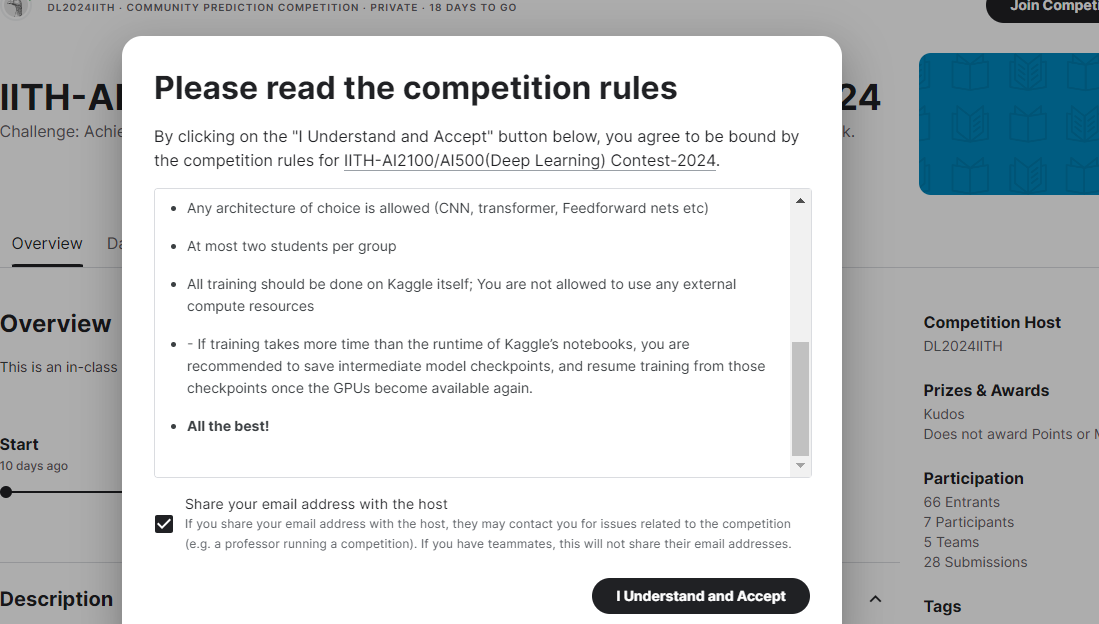 DL2024IITH · COMMUNITY PREDICTION COMPETITION · PRIVATE · 18 DAYS TO GO
Join Competi
IITH-AI
24
Challenge: Achie
k.
Please read the competition rules
By clicking on the "I Understand and Accept" button below, you agree to be bound by
the competition rules for IITH-AI2100/AI500(Deep Learning) Contest-2024.
• Any architecture of choice is allowed (CNN, transformer, Feedforward nets etc)
• At most two students per group
• All training should be done on Kaggle itself; You are not allowed to use any external
compute resources
• - If training takes more time than the runtime of Kaggle’s notebooks, you are
recommended to save intermediate model checkpoints, and resume training from those
checkpoints once the GPUs become available again.
• All the best!
Share your email address with the host
If you share your email address with the host, they may contact you for issues related to the competition
(e.g. a professor running a competition). If you have teammates, this will not share their email addresses.
I Understand and Accept
Overview
Da
Overview
This is an in-class
Start
10 days ago
Description
Competition Host
DL2024IITH
Prizes & Awards
Kudos
Does not award Points or M
Participation
66 Entrants
7 Participants
5 Teams
28 Submissions
Tags